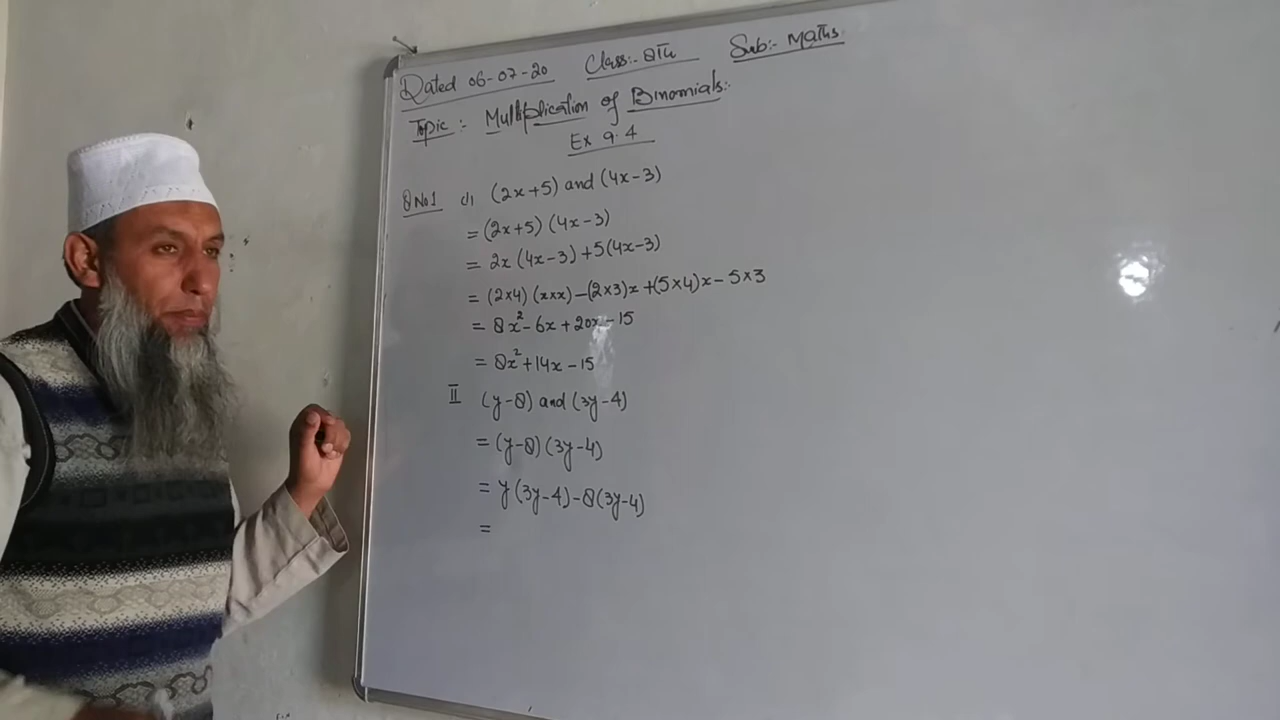 Dated 06-07-20 Class:- 8Th Sub:- Maths
Topic:- Multiplication of Binomials:-
Ex 9.4
Q No1 (i) (2x+5) and (4x-3)
= (2x+5) (4x-3)
= 2x (4x-3) +5(4x-3)
= (2×4) (x×x) -(2×3)x +(5×4)x - 5×3
= 8x²-6x+20x-15
= 8x²+14x-15
II (y-8) and (3y-4)
= (y-8) (3y-4)
= y(3y-4)-8(3y-4)
=